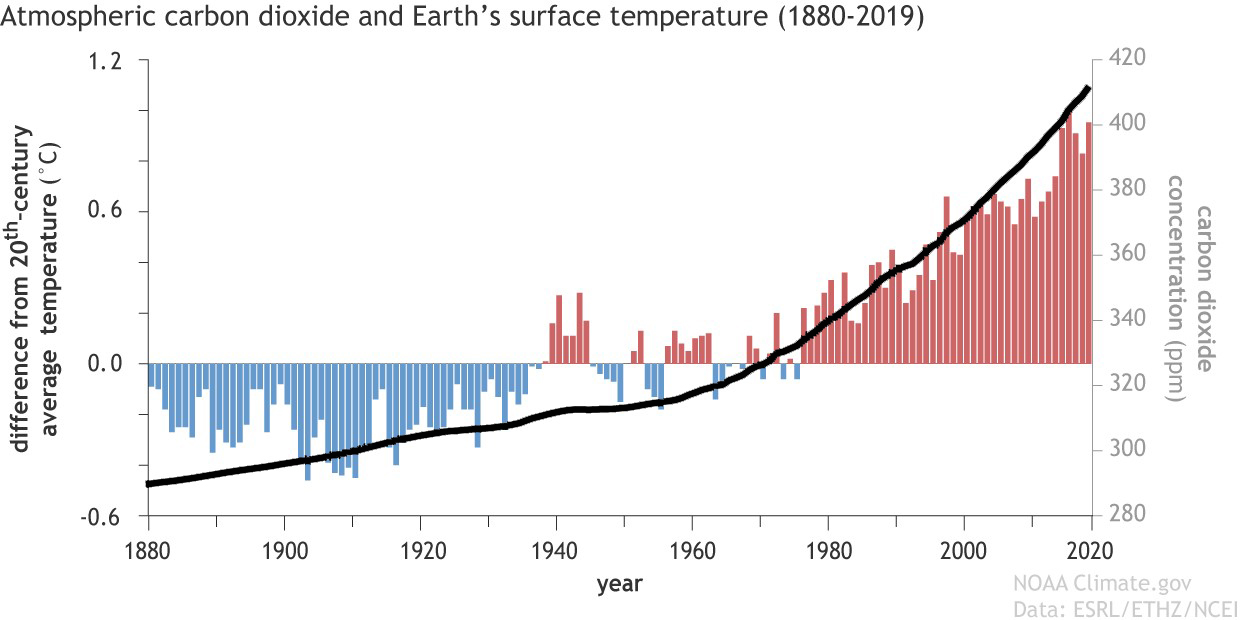 Atmospheric carbon dioxide and Earth's surface temperature (1880-2019)
1.2
0.6
0.0
-0.6
difference from 20th-century
average temperature (°C)
420
400
380
360
340
320
300
280
carbon dioxide
concentration (ppm)
1880
1900
1920
1940
1960
1980
2000
2020
year
NOAA Climate.gov
Data: ESRL/ETHZ/NCEI